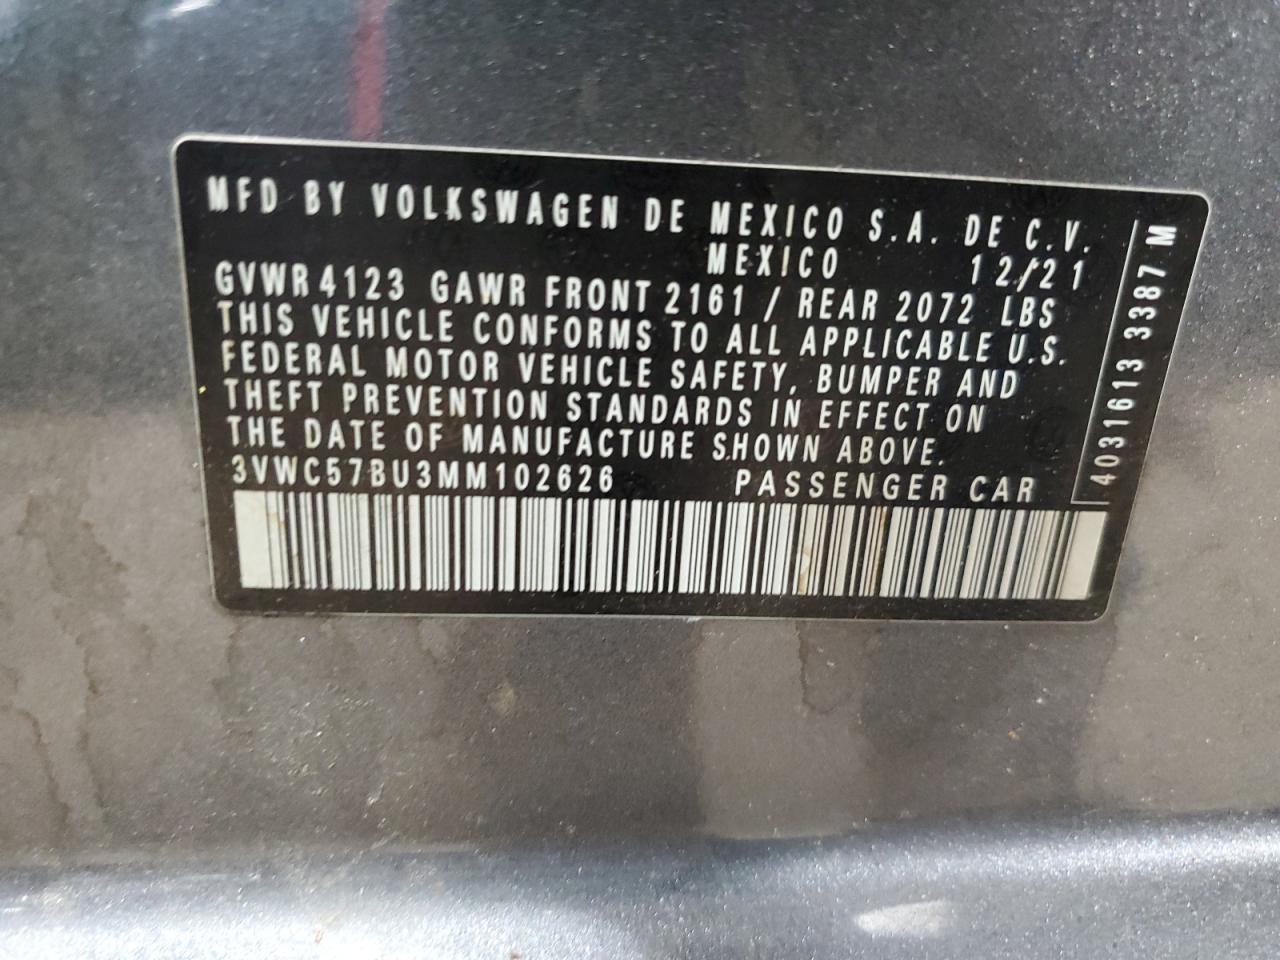 MFD BY VOLKSWAGEN DE MEXICO S.A. DE C.V.
MEXICO 12/21
GVWR 4123 GAWR FRONT 2161 / REAR 2072 LBS
THIS VEHICLE CONFORMS TO ALL APPLICABLE U.S.
FEDERAL MOTOR VEHICLE SAFETY, BUMPER AND
THEFT PREVENTION STANDARDS IN EFFECT ON
THE DATE OF MANUFACTURE SHOWN ABOVE.
3VWC57BU3MM102626 PASSENGER CAR
4031613 3387 M